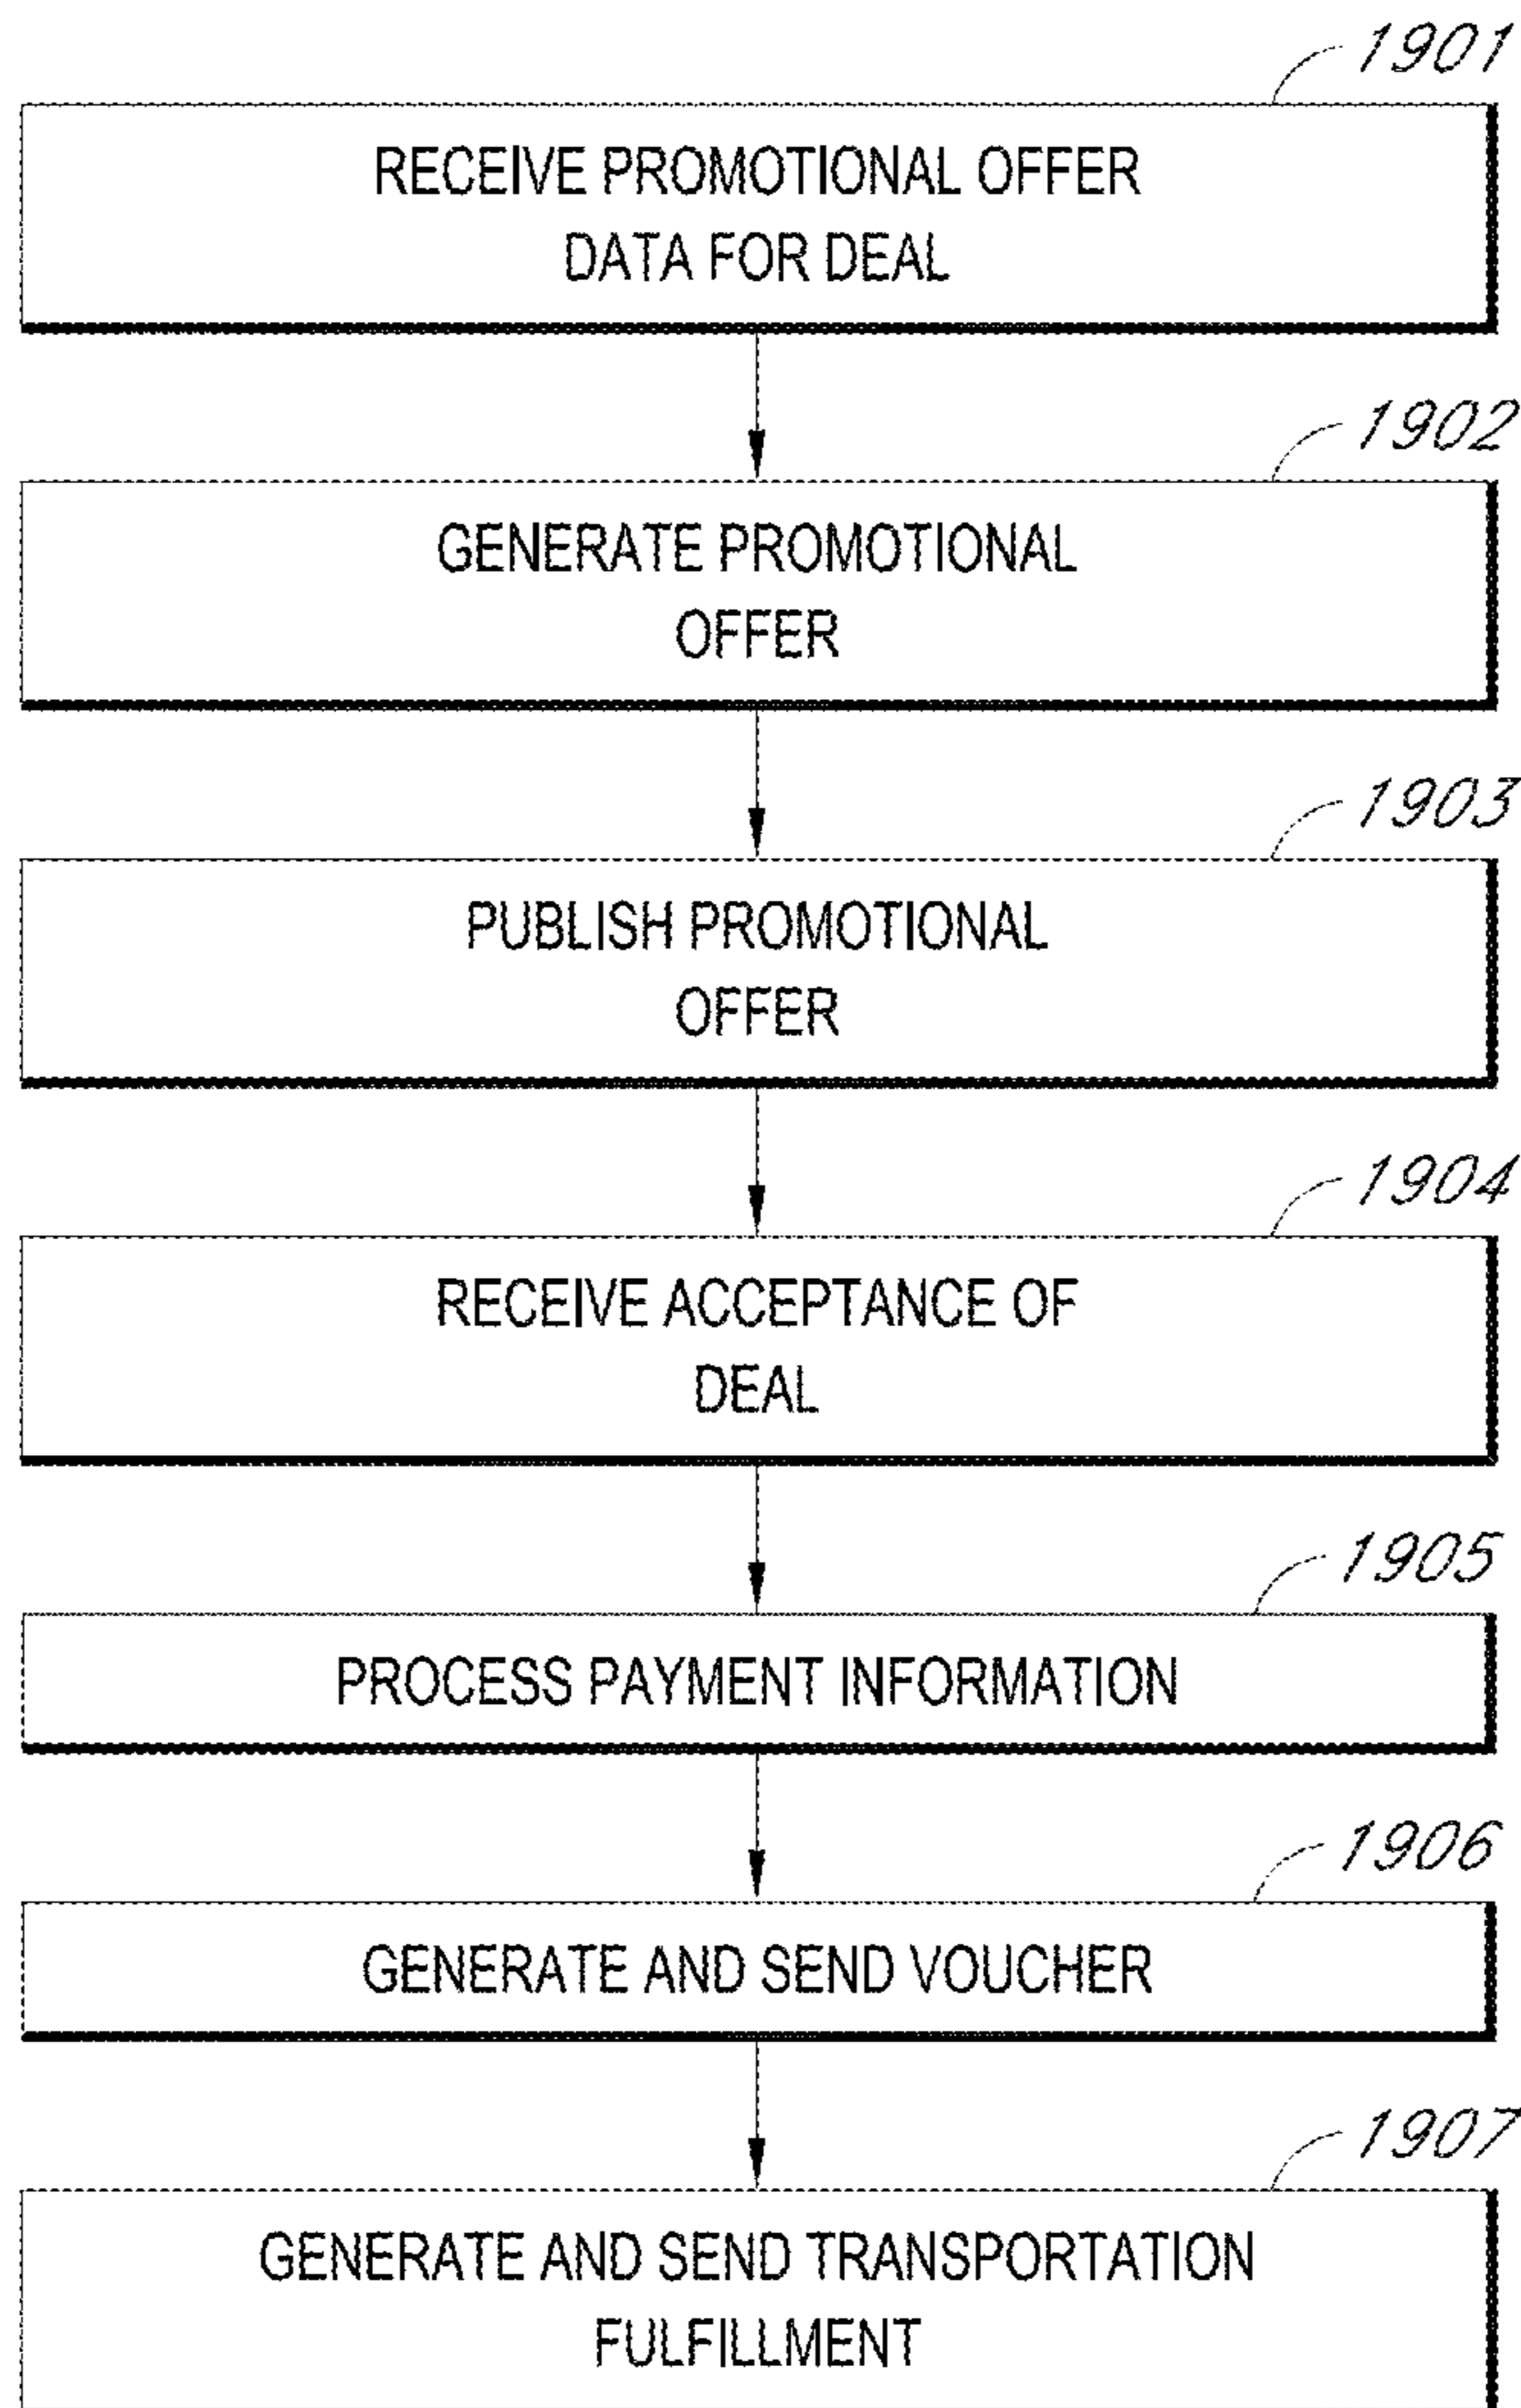 1901
RECEIVE PROMOTIONAL OFFER
DATA FOR DEAL
1902
GENERATE PROMOTIONAL
OFFER
1903
PUBLISH PROMOTIONAL
OFFER
1904
RECEIVE ACCEPTANCE OF
DEAL
1905
PROCESS PAYMENT INFORMATION
1906
GENERATE AND SEND VOUCHER
1907
GENERATE AND SEND TRANSPORTATION
FULFILLMENT